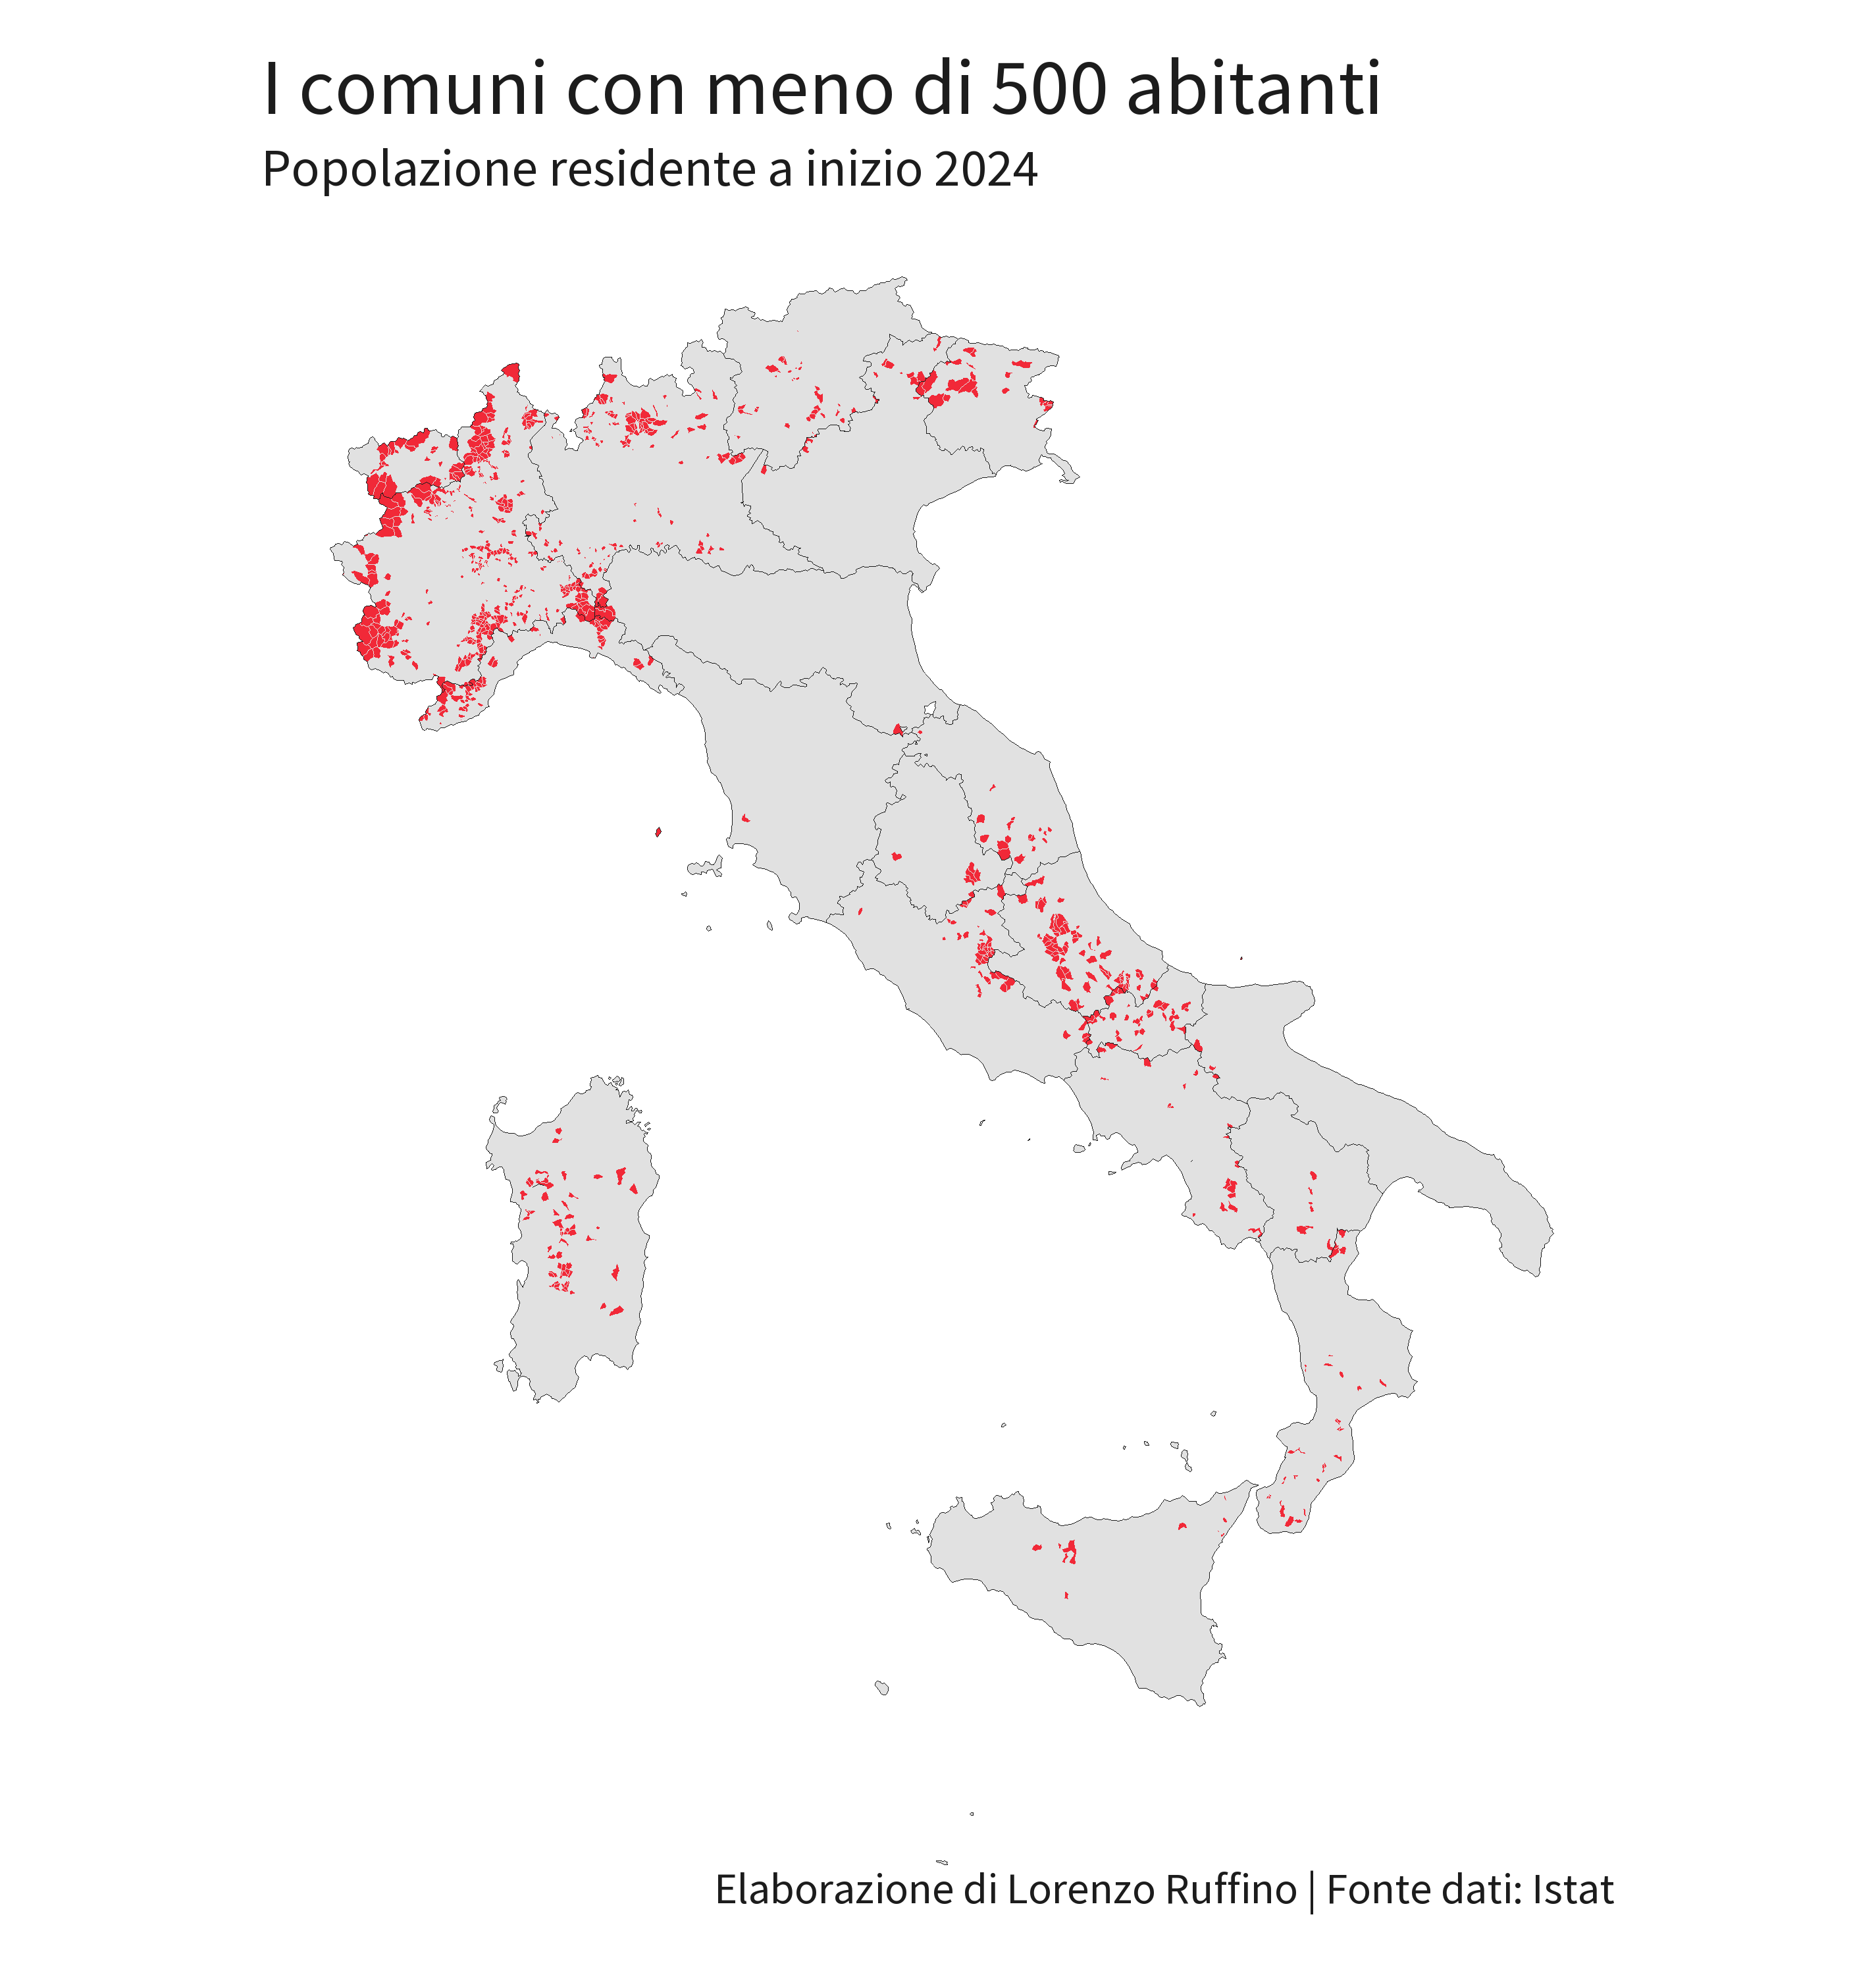 I comuni con meno di 500 abitanti
Popolazione residente a inizio 2024
Elaborazione di Lorenzo Ruffino | Fonte dati: Istat